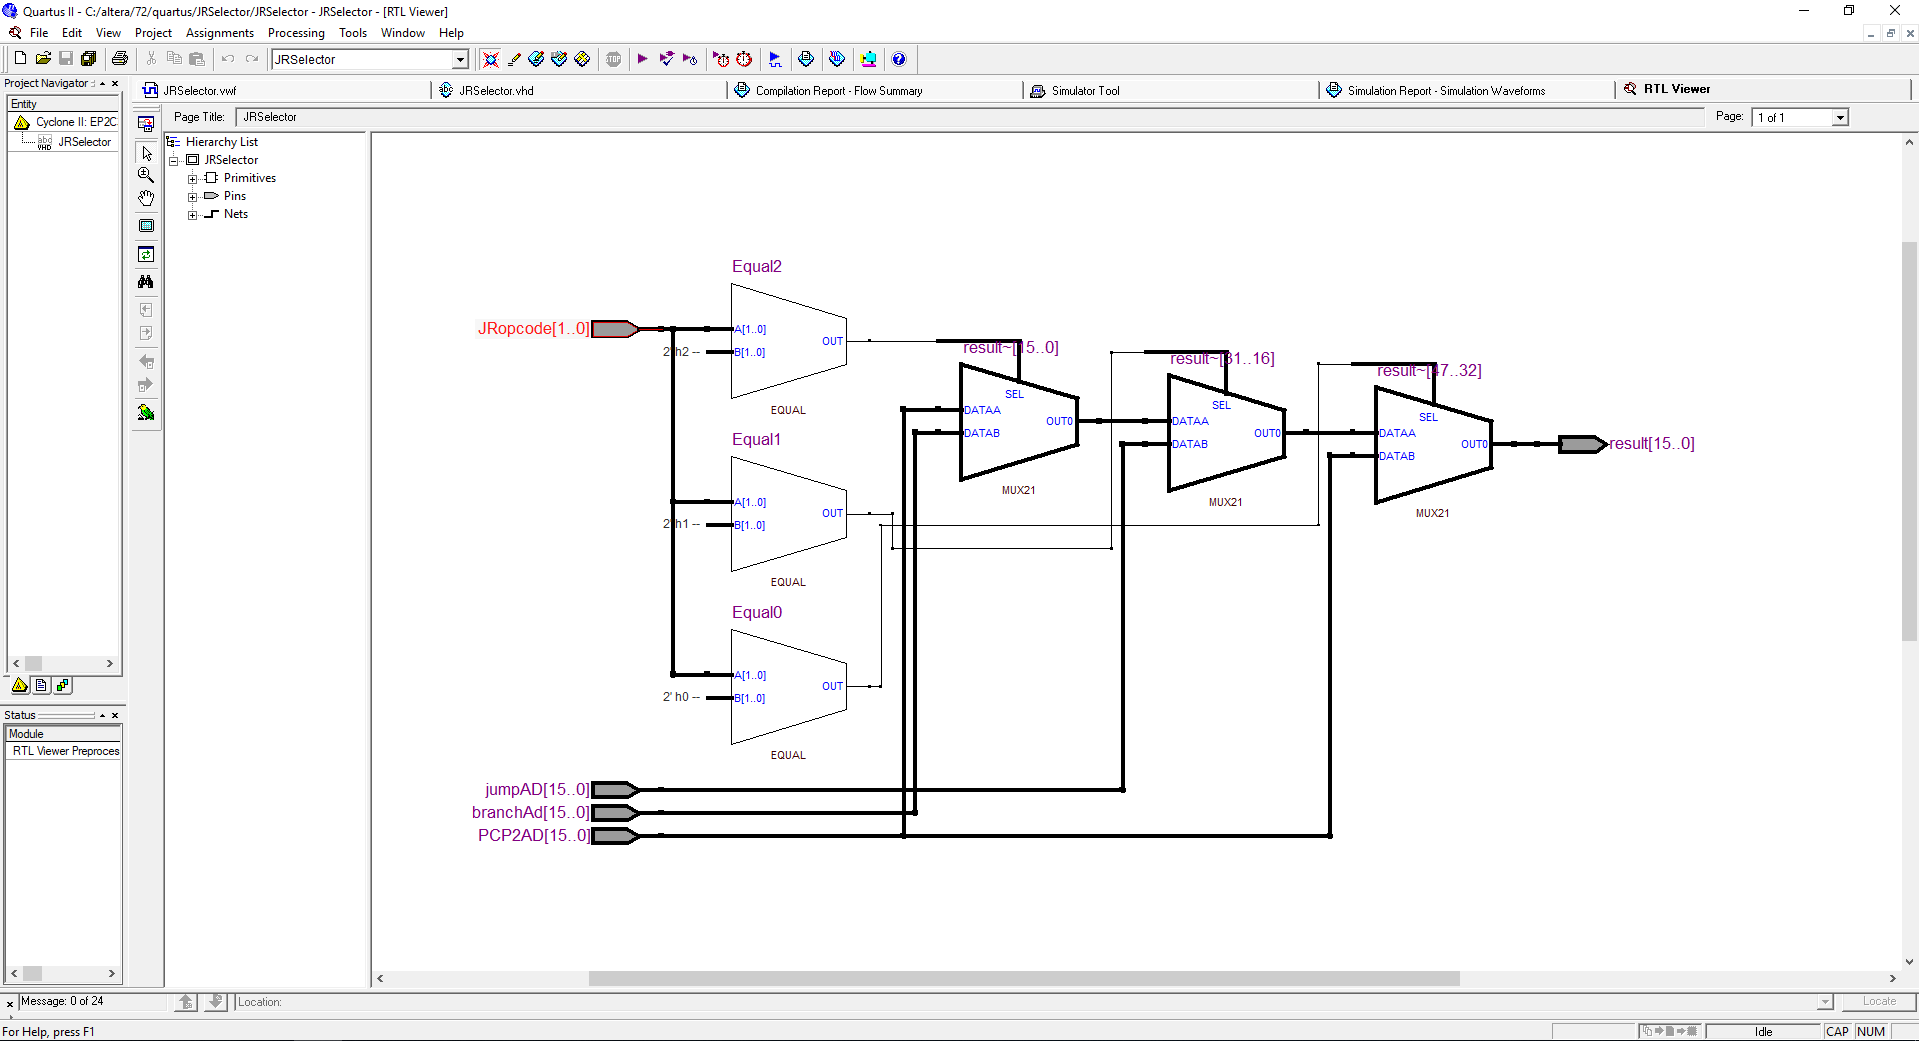 Quartus II - C:/altera/72/quartus/JRSelector/JRSelector - JRSelector - [RTL Viewer]
File Edit View Project Assignments Processing Tools Window Help
JRSelector
Project Navigator
Entity
Cyclone II: EP2C
JRSelector
JRSelector.vwf
JRSelector.vhd
Compilation Report - Flow Summary
Simulator Tool
Simulation Report - Simulation Waveforms
RTL Viewer
Page Title: JRSelector
Page: 1 of 1
Hierarchy List
JRSelector
Primitives
Pins
Nets
Equal2
JRopcode[1..0]
A[1..0]
2' h2 --
B[1..0]
OUT
EQUAL
Equal1
A[1..0]
2' h1 --
B[1..0]
OUT
EQUAL
Equal0
A[1..0]
2' h0 --
B[1..0]
OUT
EQUAL
result~[15..0]
SEL
DATAA
DATAB
OUT0
MUX21
result~[31..16]
SEL
DATAA
DATAB
OUT0
MUX21
result~[47..32]
SEL
DATAA
DATAB
OUT0
MUX21
result[15..0]
jumpAD[15..0]
branchAd[15..0]
PCP2AD[15..0]
Status
Module
RTL Viewer Preproces
Message: 0 of 24
Location:
Locate
For Help, press F1
Idle
CAP
NUM